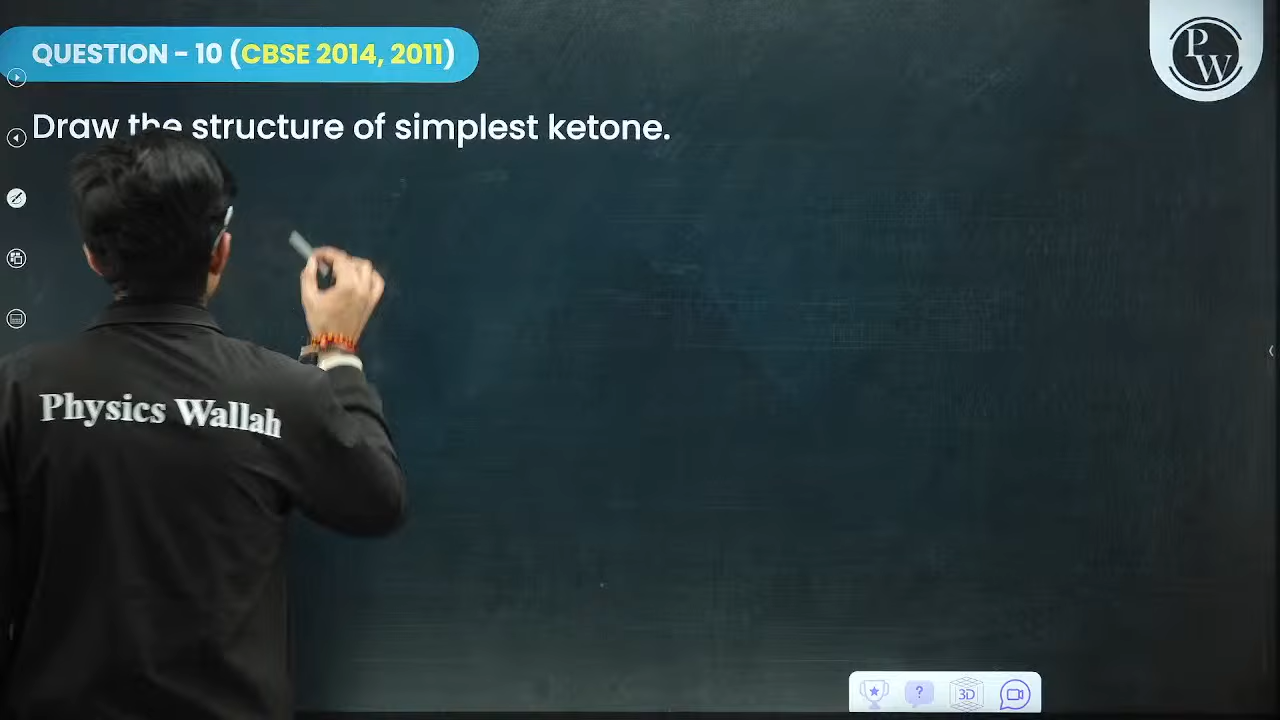 QUESTION - 10 (CBSE 2014, 2011)
Draw the structure of simplest ketone.
PW
Physics Wallah
?
3D